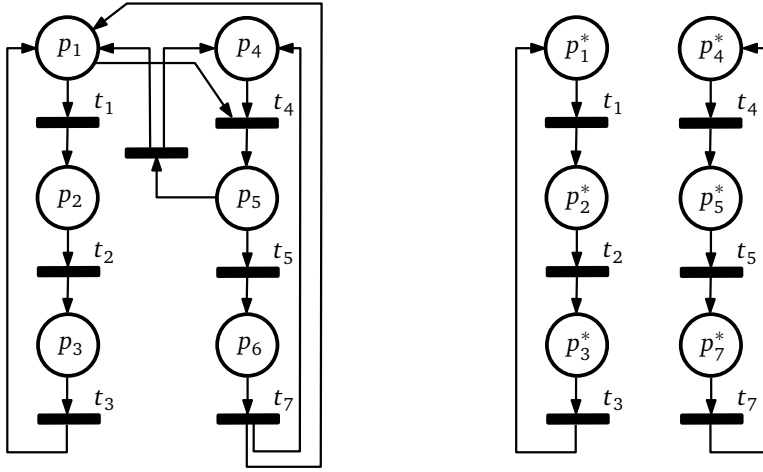 p1 p4 p1* p4*
t1 t4 t1 t4
p2 p5 p2* p5*
t2 t5 t2 t5
p3 p6 p3* p7*
t3 t7 t3 t7